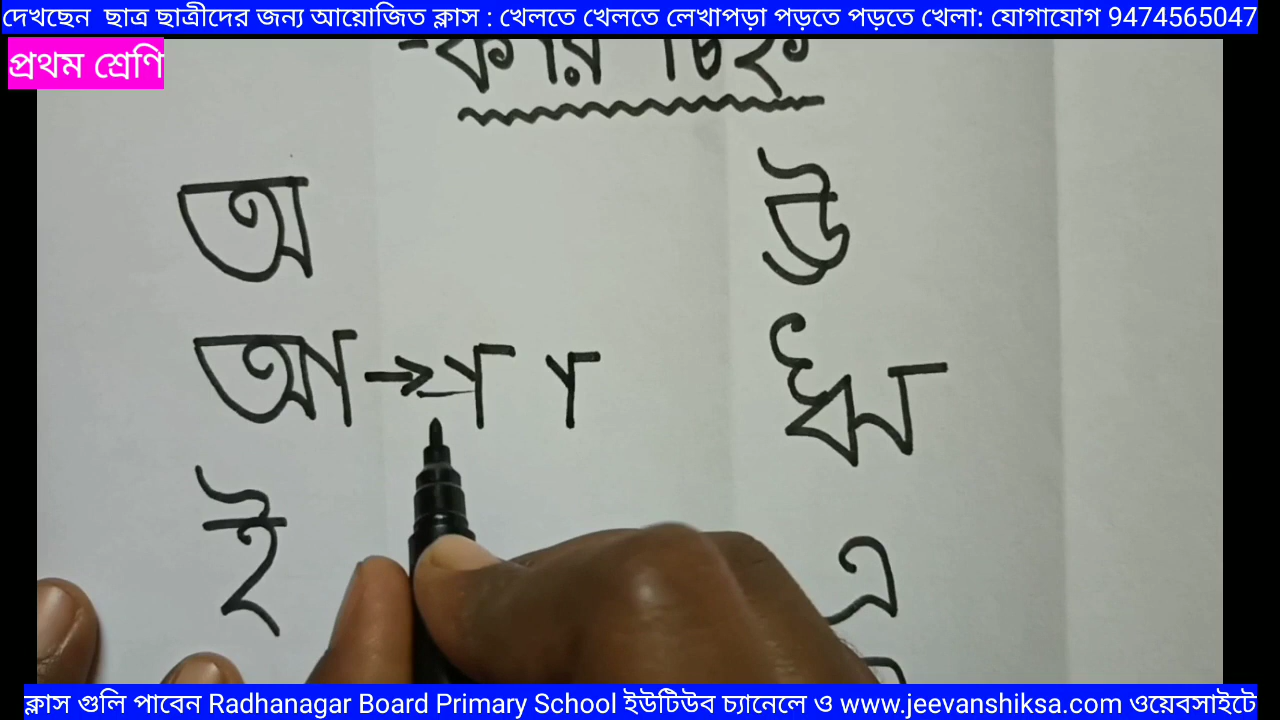 দেখছেন ছাত্র ছাত্রীদের জন্য আয়োজিত ক্লাস : খেলতে খেলতে লেখাপড়া পড়তে পড়তে খেলা: যোগাযোগ 9474565047
প্রথম শ্রেণি
-কার চিহ্ন
অ
উ
আ→া া
ঋ
ই
এ
ক্লাস গুলি পাবেন Radhanagar Board Primary School ইউটিউব চ্যানেলে ও www.jeevanshiksa.com ওয়েবসাইটে